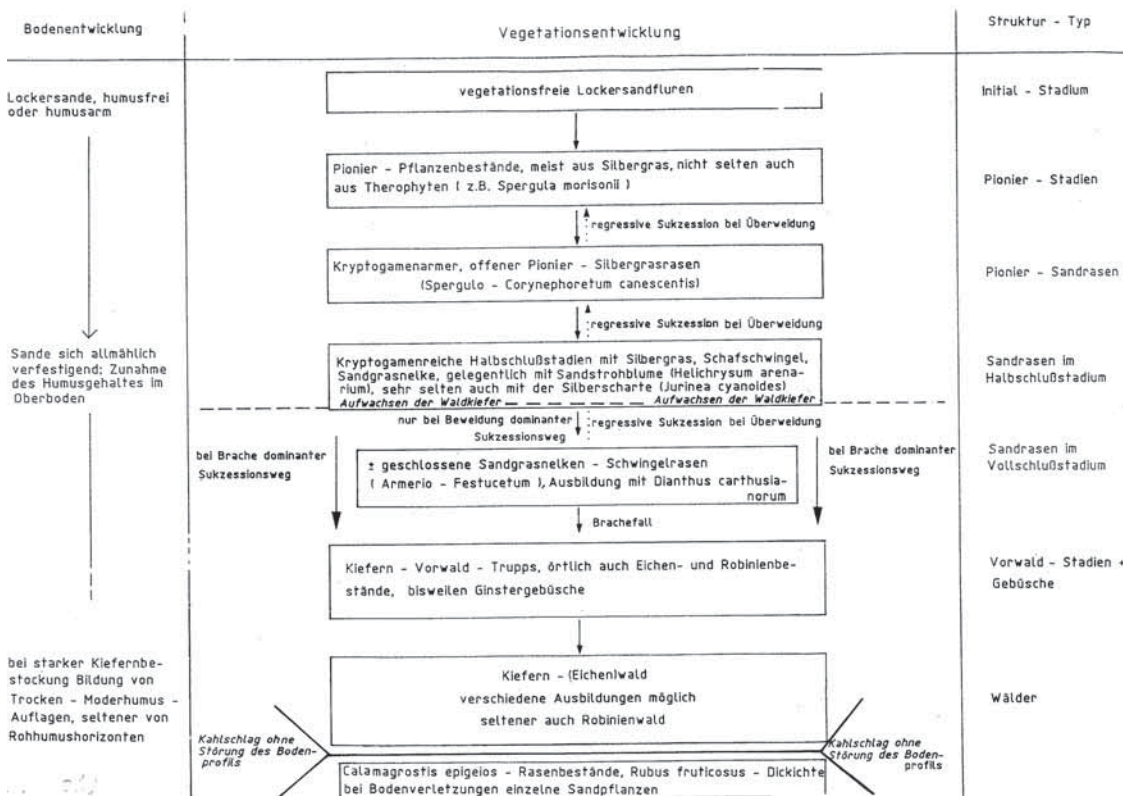 Bodenentwicklung
Vegetationsentwicklung
Struktur - Typ
Lockersande, humusfrei
oder humusarm
vegetationsfreie Lockersandfluren
Initial - Stadium
Pionier - Pflanzenbestände, meist aus Silbergras, nicht selten auch
aus Therophyten ( z.B. Spergula morisonii )
Pionier - Stadien
regressive Sukzession bei Überweidung
Kryptogamenarmer, offener Pionier - Silbergrasrasen
(Spergulo - Corynephoretum canescentis)
Pionier - Sandrasen
regressive Sukzession bei Überweidung
Sande sich allmählich
verfestigend; Zunahme
des Humusgehaltes im
Oberboden
Kryptogamenreiche Halbschlußstadien mit Silbergras, Schafschwingel,
Sandgrasnelke, gelegentlich mit Sandstrohblume (Helichrysum arena-
rium), sehr selten auch mit der Silberscharte (Jurinea cyanoides)
Aufwachsen der Waldkiefer
Aufwachsen der Waldkiefer
Sandrasen im
Halbschlußstadium
nur bei Beweidung dominanter
Sukzessionsweg
regressive Sukzession bei Überweidung
bei Brache dominanter
Sukzessionsweg
± geschlossene Sandgrasnelken - Schwingelrasen
( Armerio - Festucetum ), Ausbildung mit Dianthus carthusia-
norum
bei Brache dominanter
Sukzessionsweg
Sandrasen im
Vollschlußstadium
Brachefall
Kiefern - Vorwald - Trupps, örtlich auch Eichen- und Robinienbe-
stände, bisweilen Ginstergebüsche
Vorwald - Stadien +
Gebüsche
bei starker Kiefernbe-
stockung Bildung von
Trocken - Moderhumus -
Auflagen, seltener von
Rohhumushorizonten
Kiefern - (Eichen)wald
verschiedene Ausbildungen möglich
seltener auch Robinienwald
Wälder
Kahlschlag ohne
Störung des Boden-
profils
Kahlschlag ohne
Störung des Boden-
profils
Calamagrostis epigeios - Rasenbestände, Rubus fruticosus - Dickichte
bei Bodenverletzungen einzelne Sandpflanzen